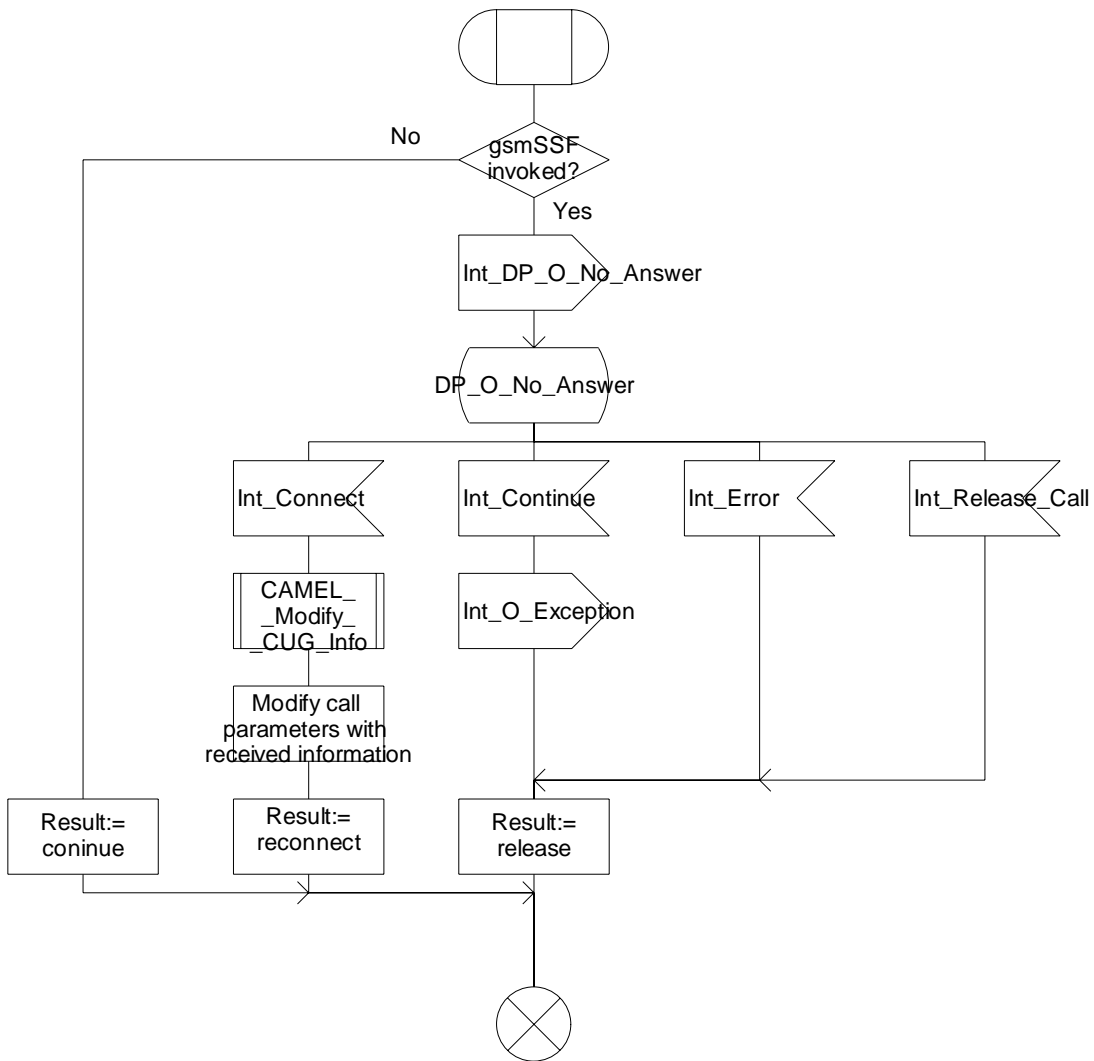 No
gsmSSF
invoked?
Yes
Int_DP_O_No_Answer
DP_O_No_Answer
Int_Connect
Int_Continue
Int_Error
Int_Release_Call
CAMEL_
_Modify_
_CUG_Info
Int_O_Exception
Modify call
parameters with
received information
Result:=
coninue
Result:=
reconnect
Result:=
release